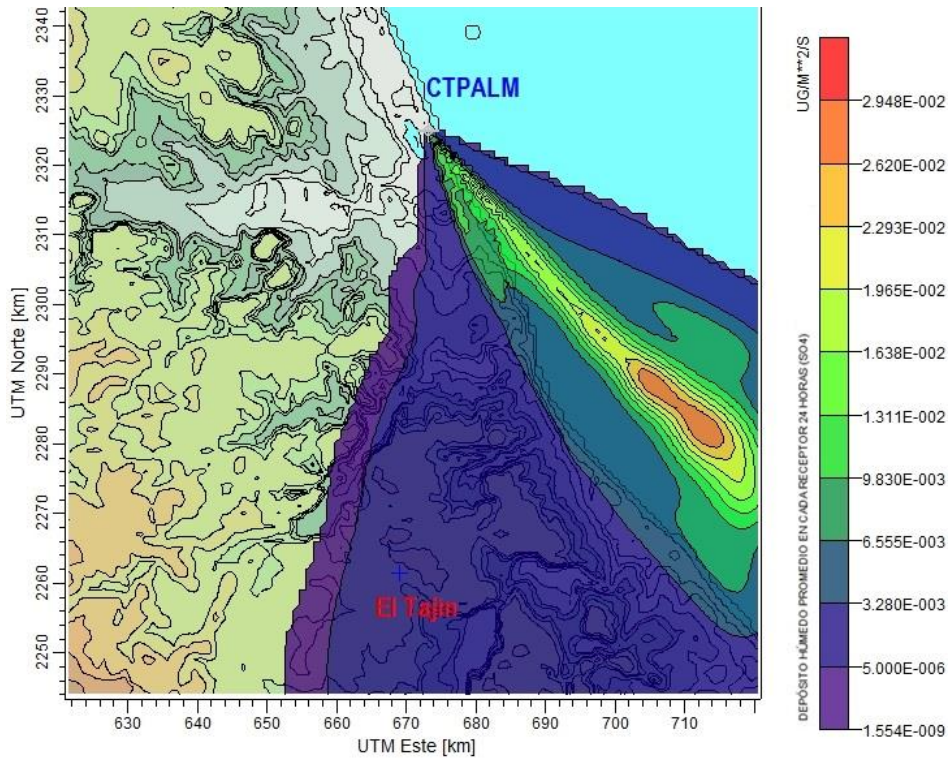 UTM Norte [km]
2340
2330
2320
2310
2300
2290
2280
2270
2260
2250
CTPALM
El Tajin
630 640 650 660 670 680 690 700 710
UTM Este [km]
UG/M**2/S
DEPÓSITO HÚMEDO PROMEDIO EN CADA RECEPTOR 24 HORAS (SO4)
2.948E-002
2.620E-002
2.293E-002
1.965E-002
1.638E-002
1.311E-002
9.830E-003
6.555E-003
3.280E-003
5.000E-006
1.554E-009